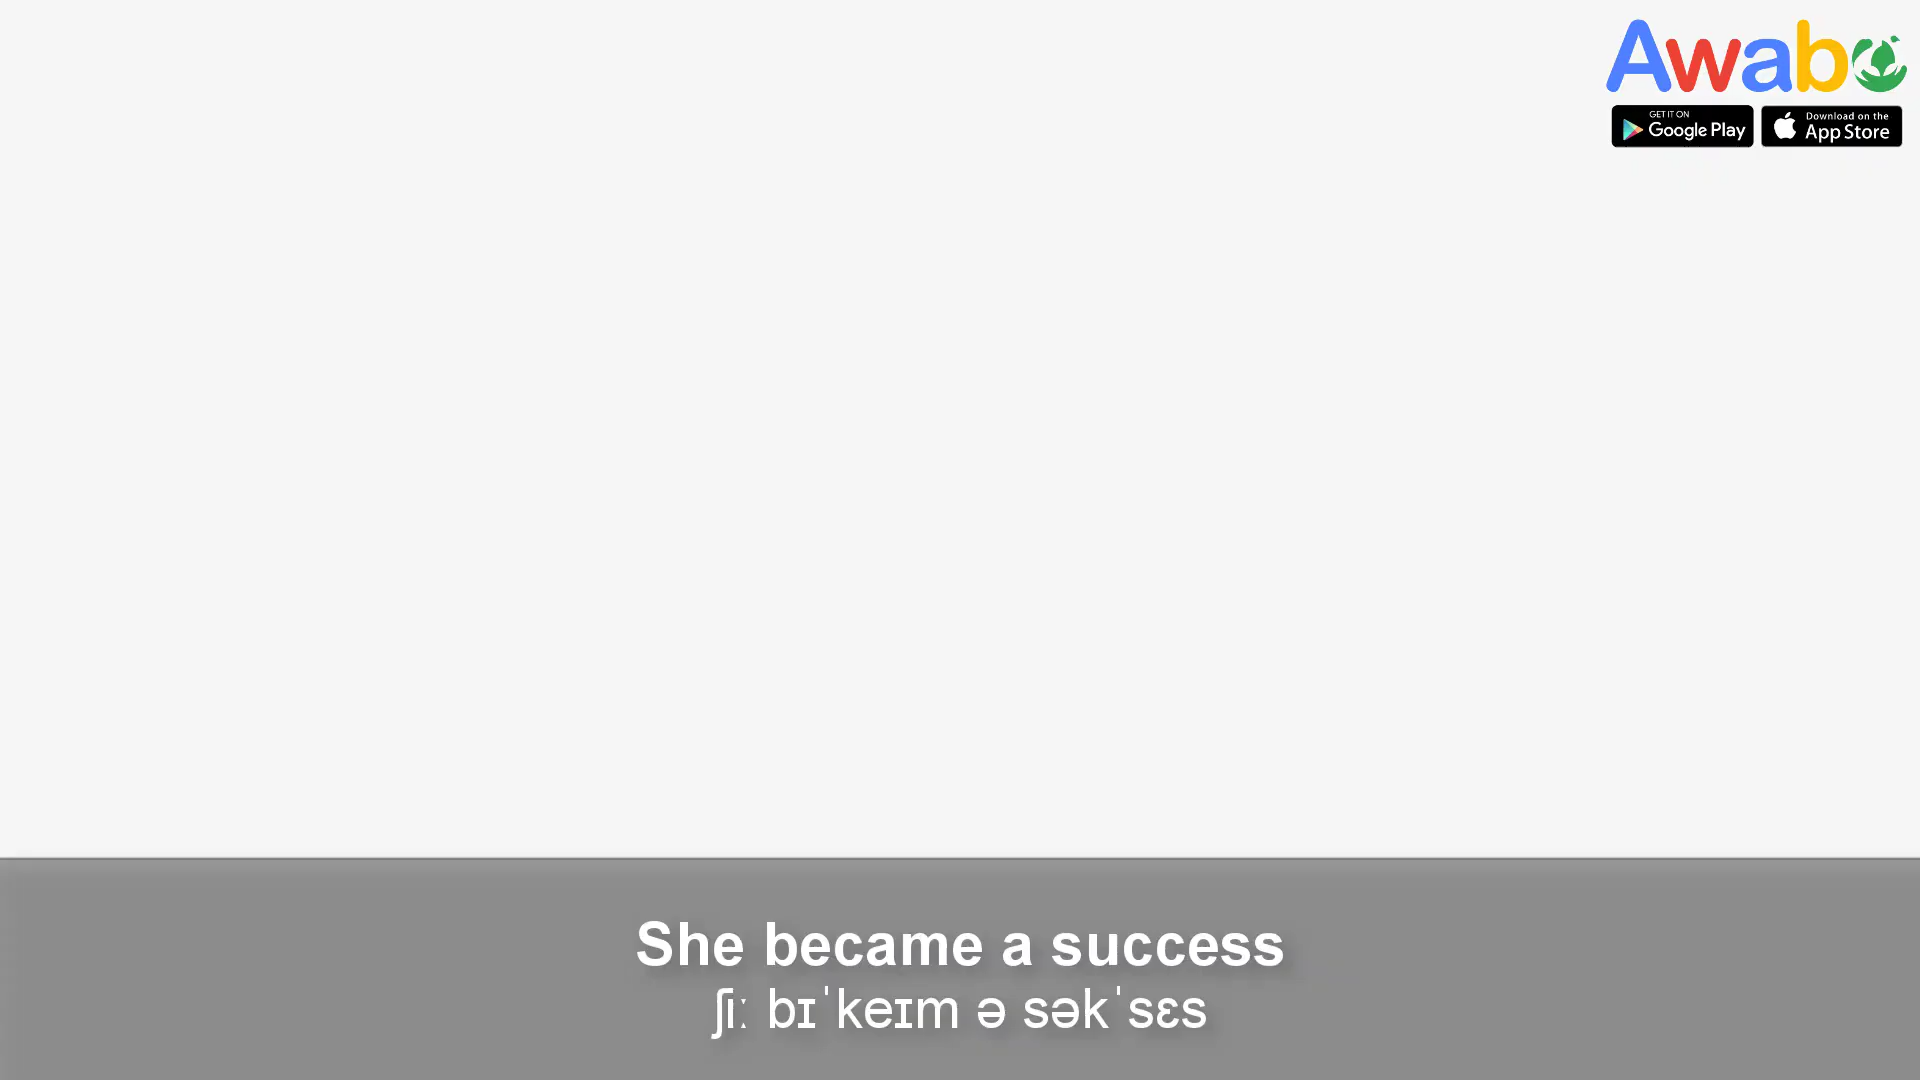 Awabe
GET IT ON
Google Play
Download on the
App Store
She became a success
ʃiː bɪˈkeɪm ə səkˈsɛs